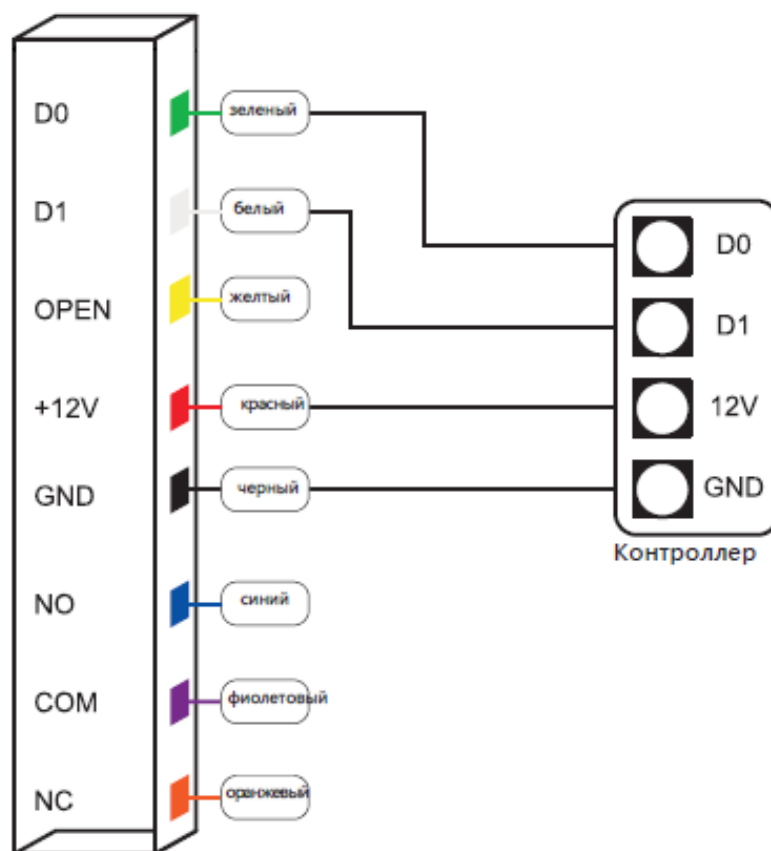 D0
зеленый
D1
белый
OPEN
желтый
+12V
красный
GND
черный
NO
синий
COM
фиолетовый
NC
оранжевый
D0
D1
12V
GND
Контроллер